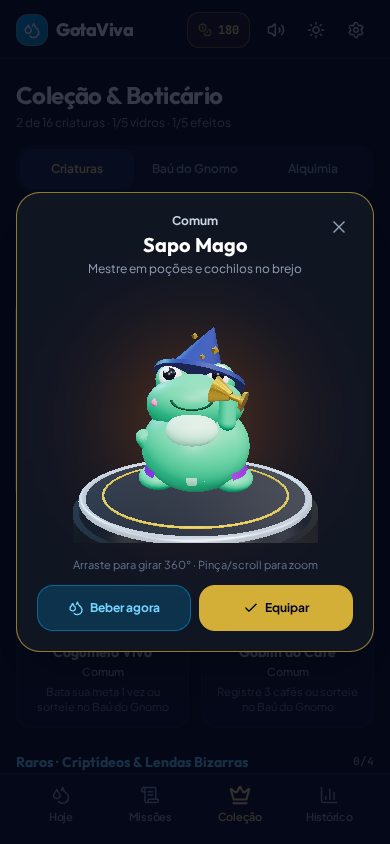 GotaViva
180
Coleção & Boticário
2 de 16 criaturas · 1/5 vidros · 1/5 efeitos
Criaturas
Baú do Gnomo
Alquimia
Comum
Sapo Mago
Mestre em poções e cochilos no brejo
Arraste para girar 360° · Pinça/scroll para zoom
Beber agora
Equipar
Cogumelo Vivo
Goblin do Café
Comum
Comum
Bata sua meta 1 vez ou
sorteie no Baú do Gnomo
Registre 3 cafés ou sorteie
no Baú do Gnomo
Raros · Criptídeos & Lendas Bizarras
0/4
Hoje
Missões
Coleção
Histórico